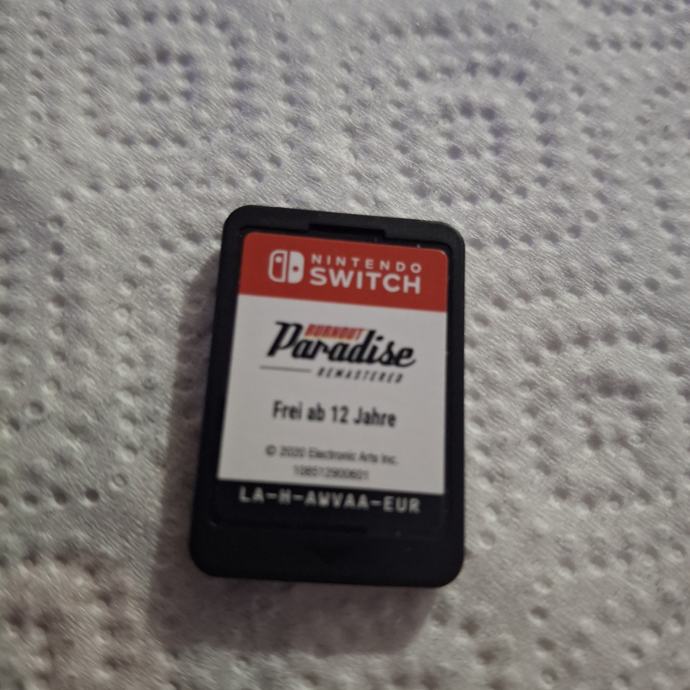 NINTENDO
SWITCH
BURNOUT
Paradise
REMASTERED
Frei ab 12 Jahre
© 2020 Electronic Arts Inc.
LA-H-AWVAA-EUR